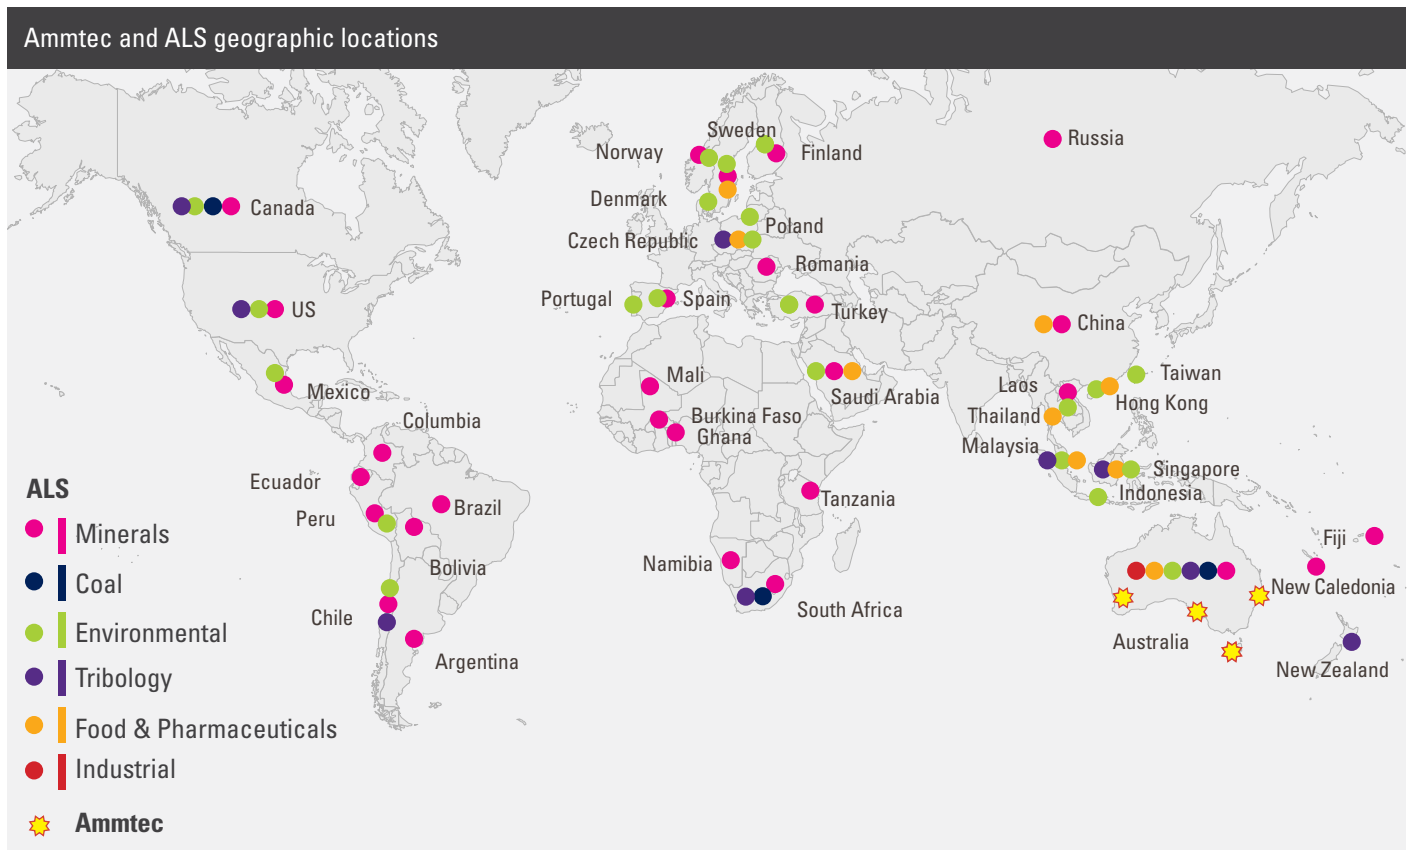 Ammtec and ALS geographic locations
Sweden
Norway
Finland
Russia
Denmark
Canada
Poland
Czech Republic
Romania
Portugal
Spain
US
Turkey
China
Mali
Taiwan
Mexico
Laos
Saudi Arabia
Hong Kong
Columbia
Burkina Faso
Thailand
Ghana
Malaysia
Singapore
Ecuador
Indonesia
ALS
Tanzania
Brazil
Peru
Minerals
Fiji
Namibia
Bolivia
Coal
New Caledonia
South Africa
Chile
Environmental
Australia
Argentina
New Zealand
Tribology
Food & Pharmaceuticals
Industrial
Ammtec